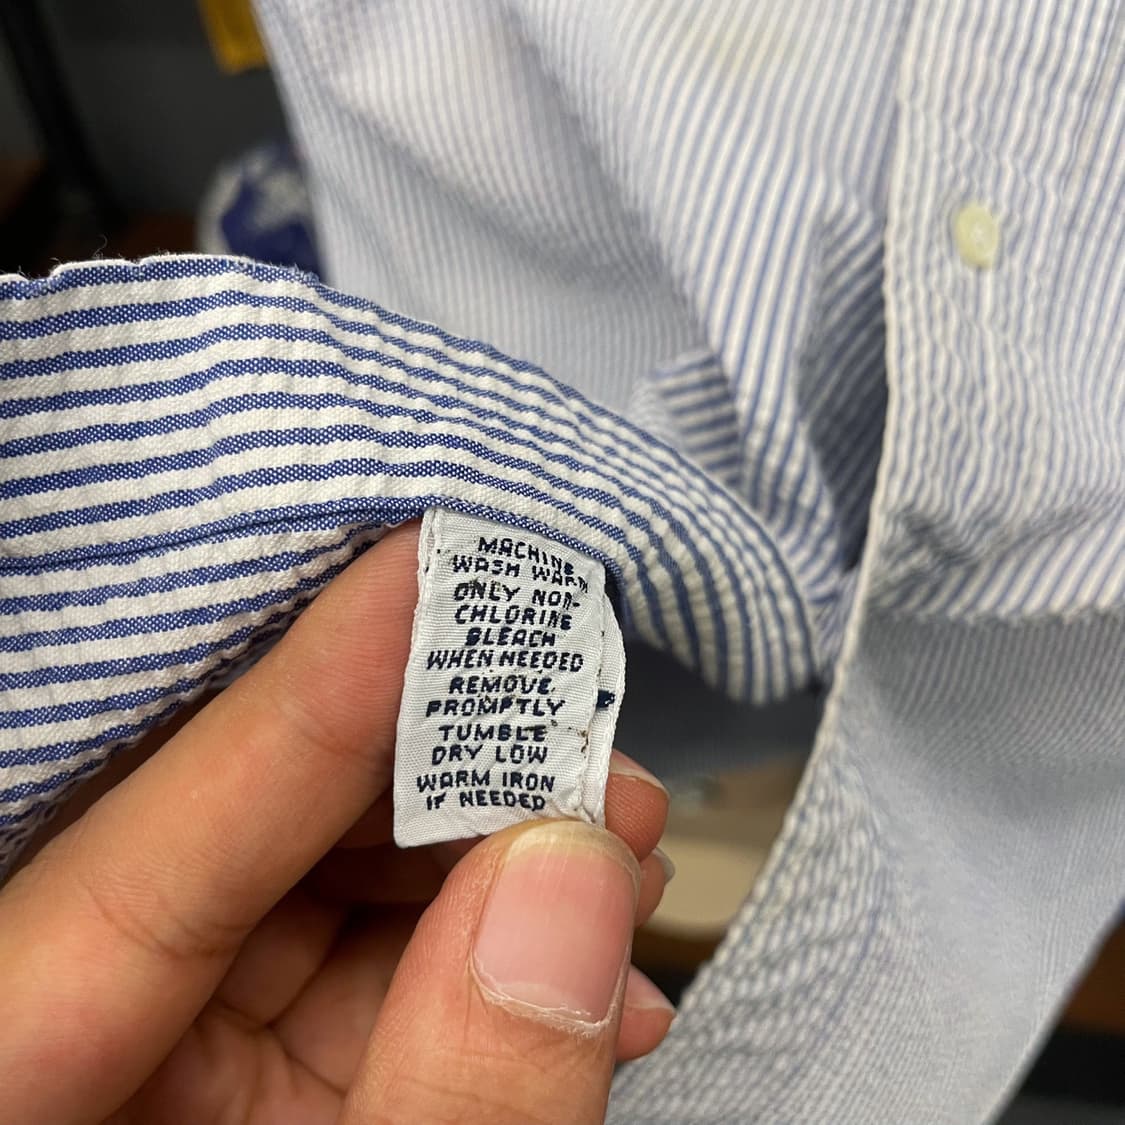 MACHINE
WASH WARM
ONLY NON-
CHLORINE
BLEACH
WHEN NEEDED
REMOVE
PROMPTLY
TUMBLE
DRY LOW
WARM IRON
IF NEEDED